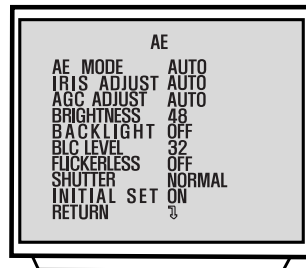 AE
AE MODE AUTO
IRIS ADJUST AUTO
AGC ADJUST AUTO
BRIGHTNESS 48
BACKLIGHT OFF
BLC LEVEL 32
FLICKERLESS OFF
SHUTTER NORMAL
INITIAL SET ON
RETURN ↴